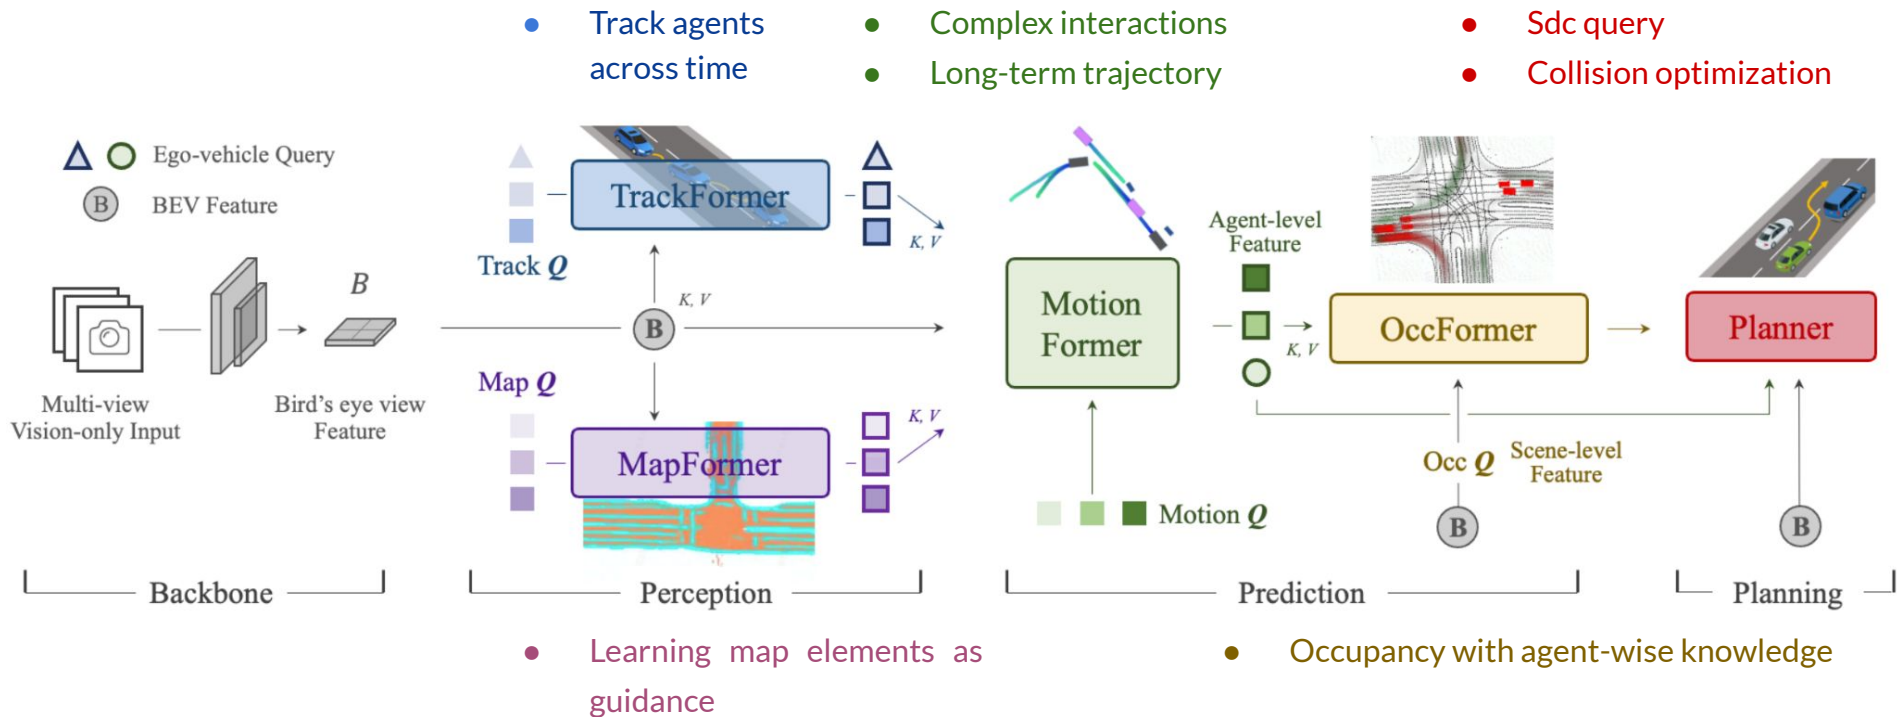 ● Track agents
across time
● Complex interactions
● Long-term trajectory
● Sdc query
● Collision optimization
Ego-vehicle Query
B BEV Feature
Multi-view
Vision-only Input
B
Bird's eye view
Feature
Track Q
TrackFormer
K, V
K, V
B
Map Q
MapFormer
K, V
Motion
Former
Motion Q
Agent-level
Feature
K, V
OccFormer
Occ Q
Scene-level
Feature
B
Planner
B
Backbone
Perception
Prediction
Planning
● Learning map elements as
guidance
● Occupancy with agent-wise knowledge